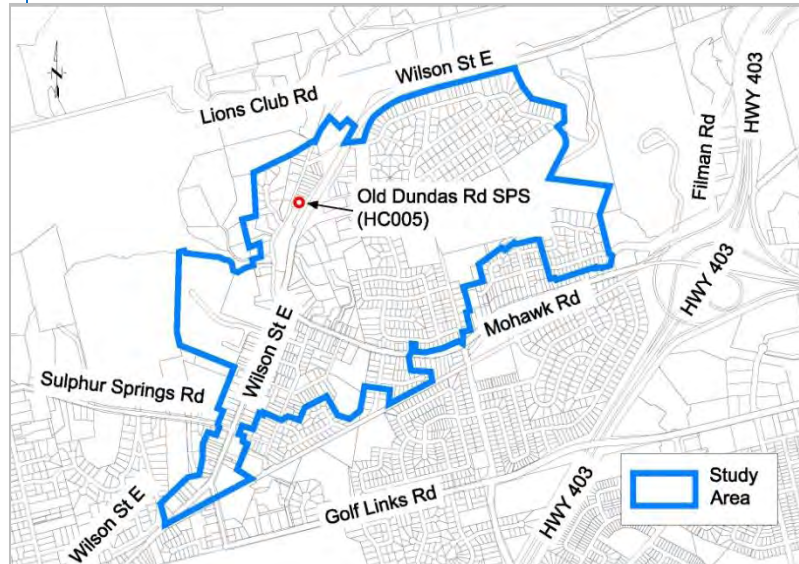 Wilson St E
Lions Club Rd
HWY 403
Filman Rd
Old Dundas Rd SPS
(HC005)
HWY 403
Mohawk Rd
Wilson St E
Sulphur Springs Rd
Wilson St E
Golf Links Rd
HWY 403
Study
Area